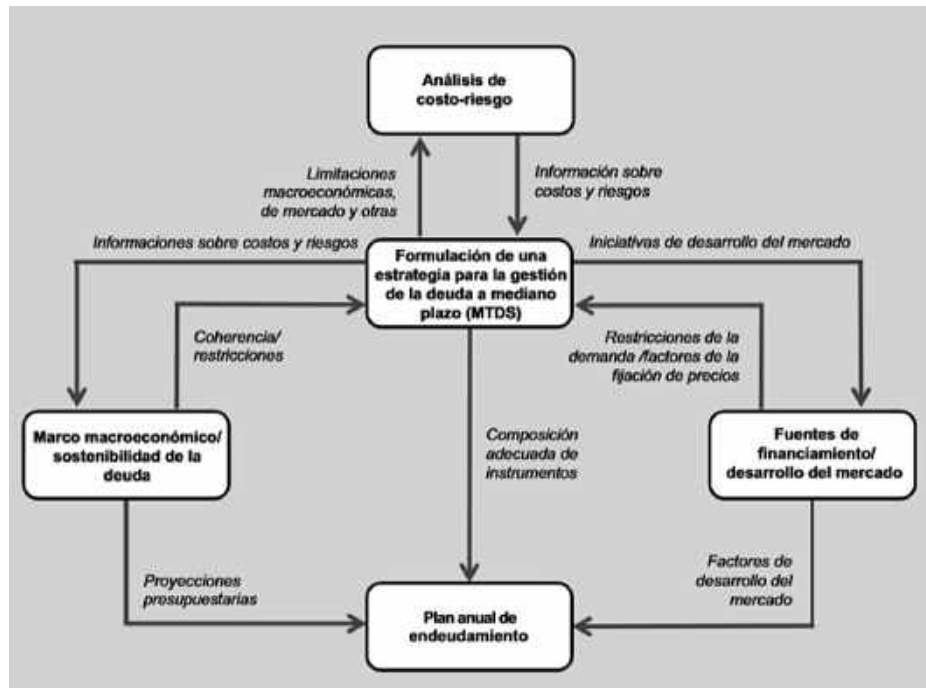 Análisis de
costo-riesgo
Limitaciones
macroeconómicas,
de mercado y otras
Información sobre
costos y riesgos
Informaciones sobre costos y riesgos
Iniciativas de desarrollo del mercado
Formulación de una
estrategia para la gestión
de la deuda a mediano
plazo (MTDS)
Coherencia/
restricciones
Restricciones de la
demanda /factores de la
fijación de precios
Marco macroeconómico/
sostenibilidad de la
deuda
Composición
adecuada de
instrumentos
Fuentes de
financiamiento/
desarrollo del mercado
Proyecciones
presupuestarias
Factores de
desarrollo del
mercado
Plan anual de
endeudamiento